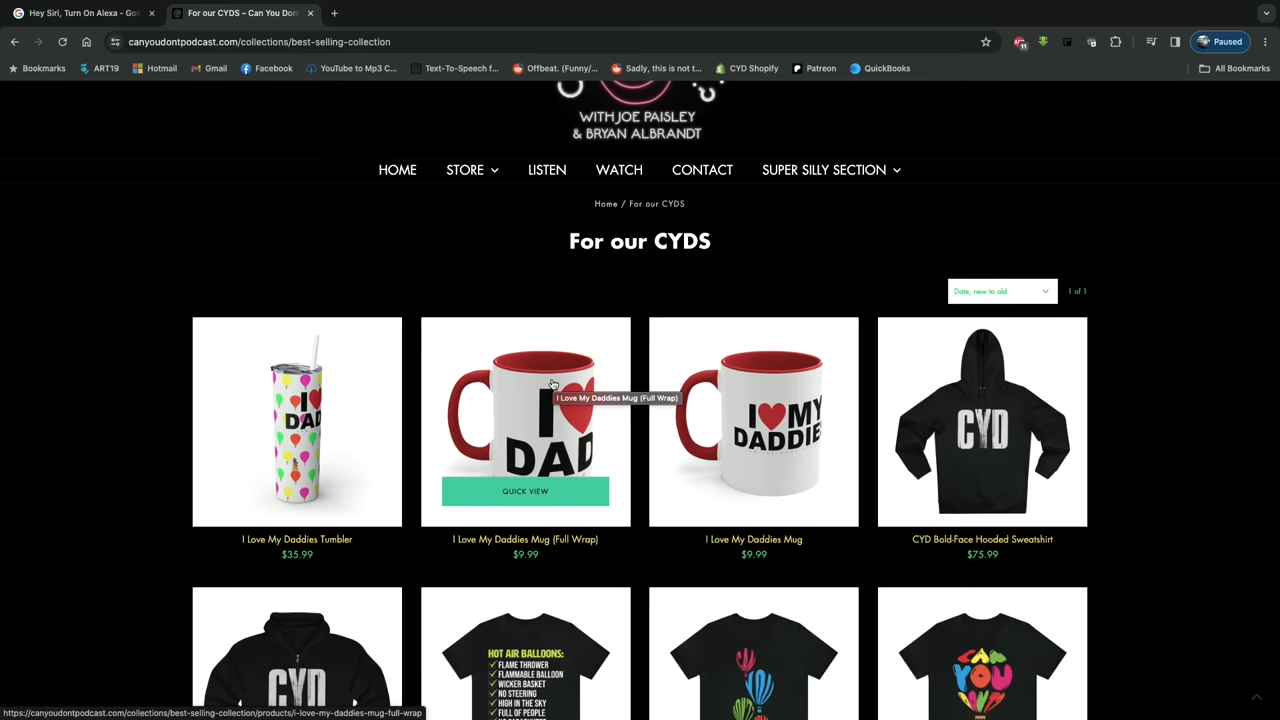 Hey Siri, Turn On Alexa - Goo
For our CYDS – Can You Don
canyoudontpodcast.com/collections/best-selling-collection
11
Paused
Bookmarks
ART19
Hotmail
Gmail
Facebook
YouTube to Mp3 C...
Text-To-Speech f...
Offbeat. (Funny/...
Sadly, this is not t...
CYD Shopify
Patreon
QuickBooks
All Bookmarks
WITH JOE PAISLEY
& BRYAN ALBRANDT
HOME
STORE
LISTEN
WATCH
CONTACT
SUPER SILLY SECTION
Home / For our CYDS
For our CYDS
Date, new to old
1 of 1
I
DAD
I
DAD
QUICK VIEW
I Love My Daddies Mug (Full Wrap)
I MY
DADDIE
CYD
I Love My Daddies Tumbler
$35.99
I Love My Daddies Mug (Full Wrap)
$9.99
I Love My Daddies Mug
$9.99
CYD Bold-Face Hooded Sweatshirt
$75.99
CYD
HOT AIR BALLOONS:
FLAME THROWER
FLAMMABLE BALLOON
WICKER BASKET
NO STEERING
HIGH IN THE SKY
FULL OF PEOPLE
CAN
YOU
https://canyoudontpodcast.com/collections/best-selling-collection/products/i-love-my-daddies-mug-full-wrap